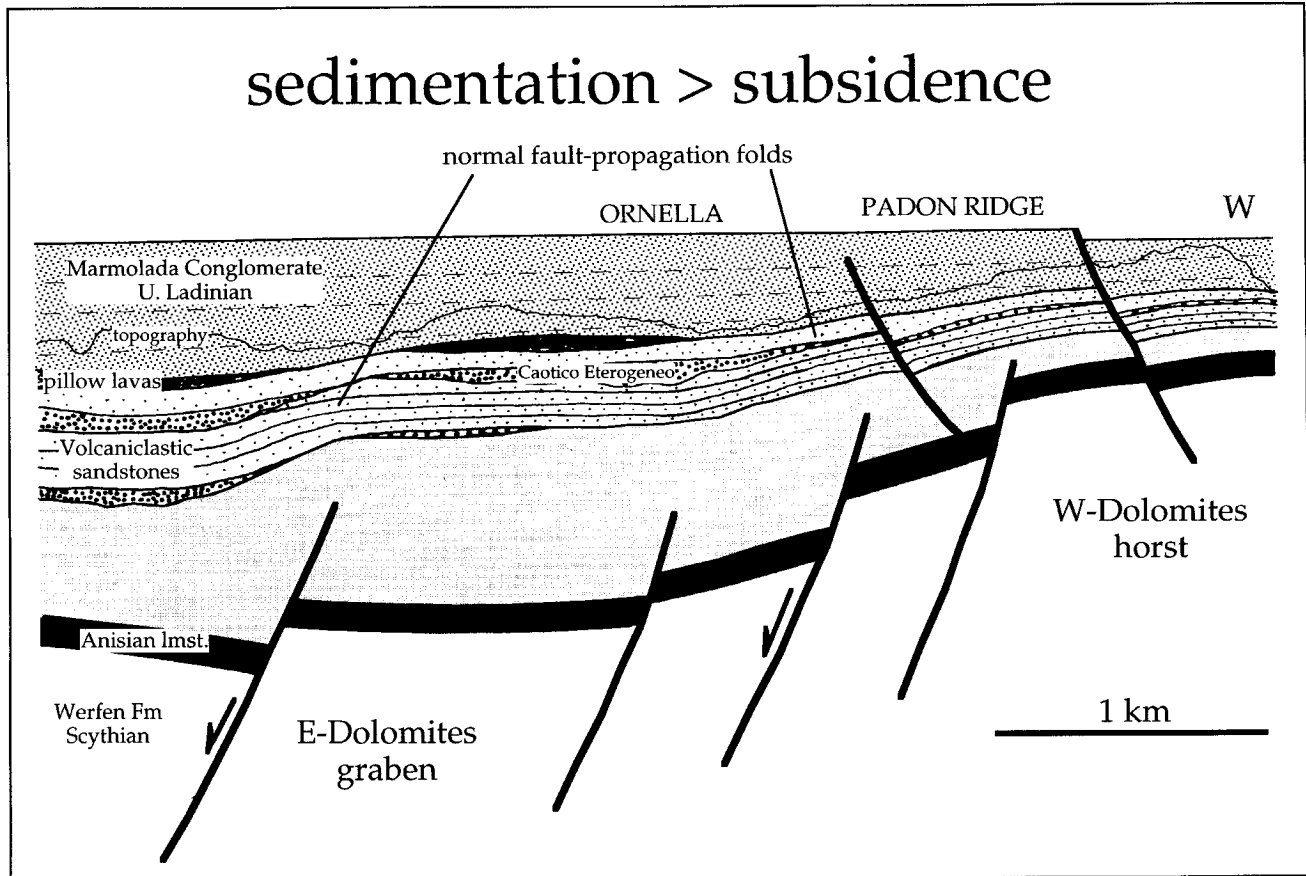 sedimentation > subsidence
normal fault-propagation folds
ORNELLA
PADON RIDGE
W
Marmolada Conglomerate
U. Ladinian
topography
pillow lavas
Caotico Eterogeneo
Volcaniclastic
sandstones
W-Dolomites
horst
Anisian lmst.
Werfen Fm
Scythian
E-Dolomites
graben
1 km